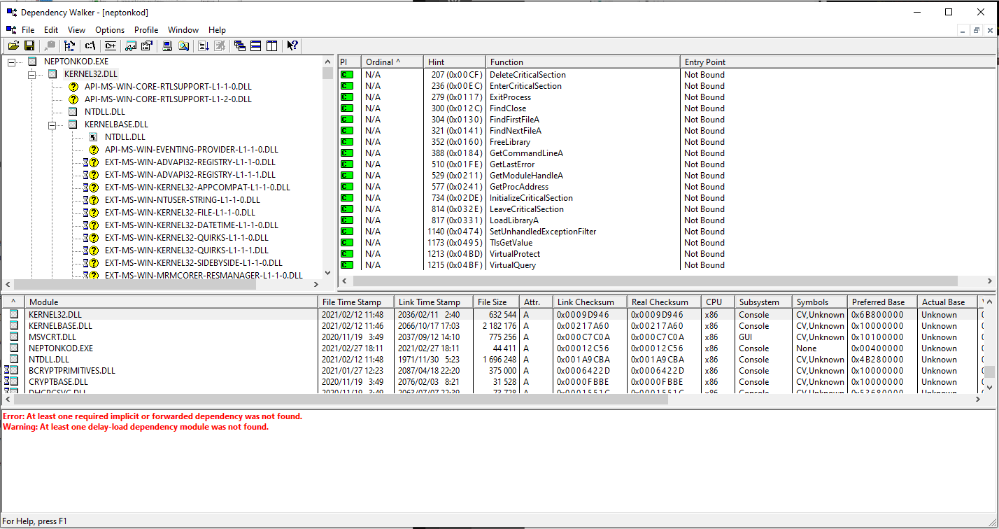 Dependency Walker - [neptonkod]
File Edit View Options Profile Window Help
c:\ C++
NEPTONKOD.EXE
KERNEL32.DLL
API-MS-WIN-CORE-RTLSUPPORT-L1-1-0.DLL
API-MS-WIN-CORE-RTLSUPPORT-L1-2-0.DLL
NTDLL.DLL
KERNELBASE.DLL
NTDLL.DLL
API-MS-WIN-EVENTING-PROVIDER-L1-1-0.DLL
EXT-MS-WIN-ADVAPI32-REGISTRY-L1-1-0.DLL
EXT-MS-WIN-ADVAPI32-REGISTRY-L1-1-1.DLL
EXT-MS-WIN-KERNEL32-APPCOMPAT-L1-1-0.DLL
EXT-MS-WIN-NTUSER-STRING-L1-1-0.DLL
EXT-MS-WIN-KERNEL32-FILE-L1-1-0.DLL
EXT-MS-WIN-KERNEL32-DATETIME-L1-1-0.DLL
EXT-MS-WIN-KERNEL32-QUIRKS-L1-1-0.DLL
EXT-MS-WIN-KERNEL32-QUIRKS-L1-1-1.DLL
EXT-MS-WIN-KERNEL32-SIDEBYSIDE-L1-1-0.DLL
EXT-MS-WIN-MRMCORER-RESMANAGER-L1-1-0.DLL
PI Ordinal ^ Hint Function Entry Point
C N/A 207 (0x00CF) DeleteCriticalSection Not Bound
C N/A 236 (0x00EC) EnterCriticalSection Not Bound
C N/A 279 (0x0117) ExitProcess Not Bound
C N/A 300 (0x012C) FindClose Not Bound
C N/A 304 (0x0130) FindFirstFileA Not Bound
C N/A 321 (0x0141) FindNextFileA Not Bound
C N/A 352 (0x0160) FreeLibrary Not Bound
C N/A 388 (0x0184) GetCommandLineA Not Bound
C N/A 510 (0x01FE) GetLastError Not Bound
C N/A 529 (0x0211) GetModuleHandleA Not Bound
C N/A 577 (0x0241) GetProcAddress Not Bound
C N/A 734 (0x02DE) InitializeCriticalSection Not Bound
C N/A 814 (0x032E) LeaveCriticalSection Not Bound
C N/A 817 (0x0331) LoadLibraryA Not Bound
C N/A 1140 (0x0474) SetUnhandledExceptionFilter Not Bound
C N/A 1173 (0x0495) TlsGetValue Not Bound
C N/A 1213 (0x04BD) VirtualProtect Not Bound
C N/A 1215 (0x04BF) VirtualQuery Not Bound
^ Module File Time Stamp Link Time Stamp File Size Attr. Link Checksum Real Checksum CPU Subsystem Symbols Preferred Base Actual Base
KERNEL32.DLL 2021/02/12 11:48 2036/02/11 2:40 632 544 A 0x0009D946 0x0009D946 x86 Console CV,Unknown 0x6B800000 Unknown
KERNELBASE.DLL 2021/02/12 11:46 2066/10/17 17:03 2 182 176 A 0x00217A60 0x00217A60 x86 Console CV,Unknown 0x10000000 Unknown
MSVCRT.DLL 2020/11/19 3:49 2037/09/12 14:10 775 256 A 0x000C7C0A 0x000C7C0A x86 GUI CV,Unknown 0x10100000 Unknown
NEPTONKOD.EXE 2021/02/27 18:11 2021/02/27 18:11 44 411 A 0x00012C56 0x00012C56 x86 Console None 0x00400000 Unknown
NTDLL.DLL 2021/02/12 11:48 1971/11/30 5:23 1 696 248 A 0x001A9CBA 0x001A9CBA x86 Console CV,Unknown 0x4B280000 Unknown
BCRYPTPRIMITIVES.DLL 2021/01/27 12:23 2087/04/18 22:20 375 000 A 0x0006422D 0x0006422D x86 Console CV,Unknown 0x10000000 Unknown
CRYPTBASE.DLL 2020/11/19 3:49 2076/02/03 8:21 31 528 A 0x0000FBBE 0x0000FBBE x86 Console CV,Unknown 0x10000000 Unknown
DHCPCSVC.DLL 2020/11/19 3:49 2063/07/07 22:39 73 728 A 0x0001551C 0x0001551C x86 Console CV,Unknown 0x53680000 Unknown
Error: At least one required implicit or forwarded dependency was not found.
Warning: At least one delay-load dependency module was not found.
For Help, press F1